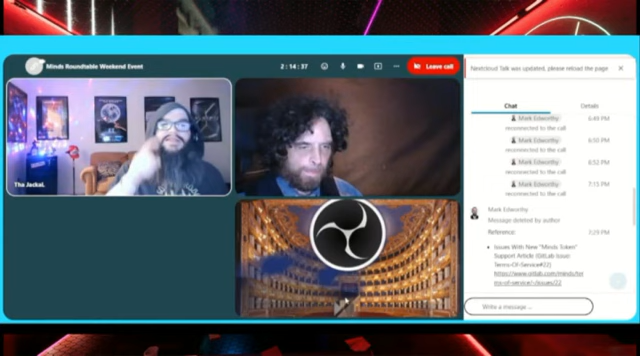 Minds Roundtable Weekend Event
2:14:37
Leave call
Nextcloud Talk was updated, please reload the page
Chat
Details
Mark Edworthy
6:49 PM
reconnected to the call
Mark Edworthy
6:50 PM
reconnected to the call
Mark Edworthy
6:52 PM
reconnected to the call
Mark Edworthy
7:15 PM
reconnected to the call
Mark Edworthy
Message deleted by author
Reference:
7:29 PM
Issues With New "Minds Token"
Support Article (GitLab Issue
Terms-Of-Service#22)
https://www.gitlab.com/minds/ter
ms-of-service/-/issues/22
Write a message ...
The Jackal.